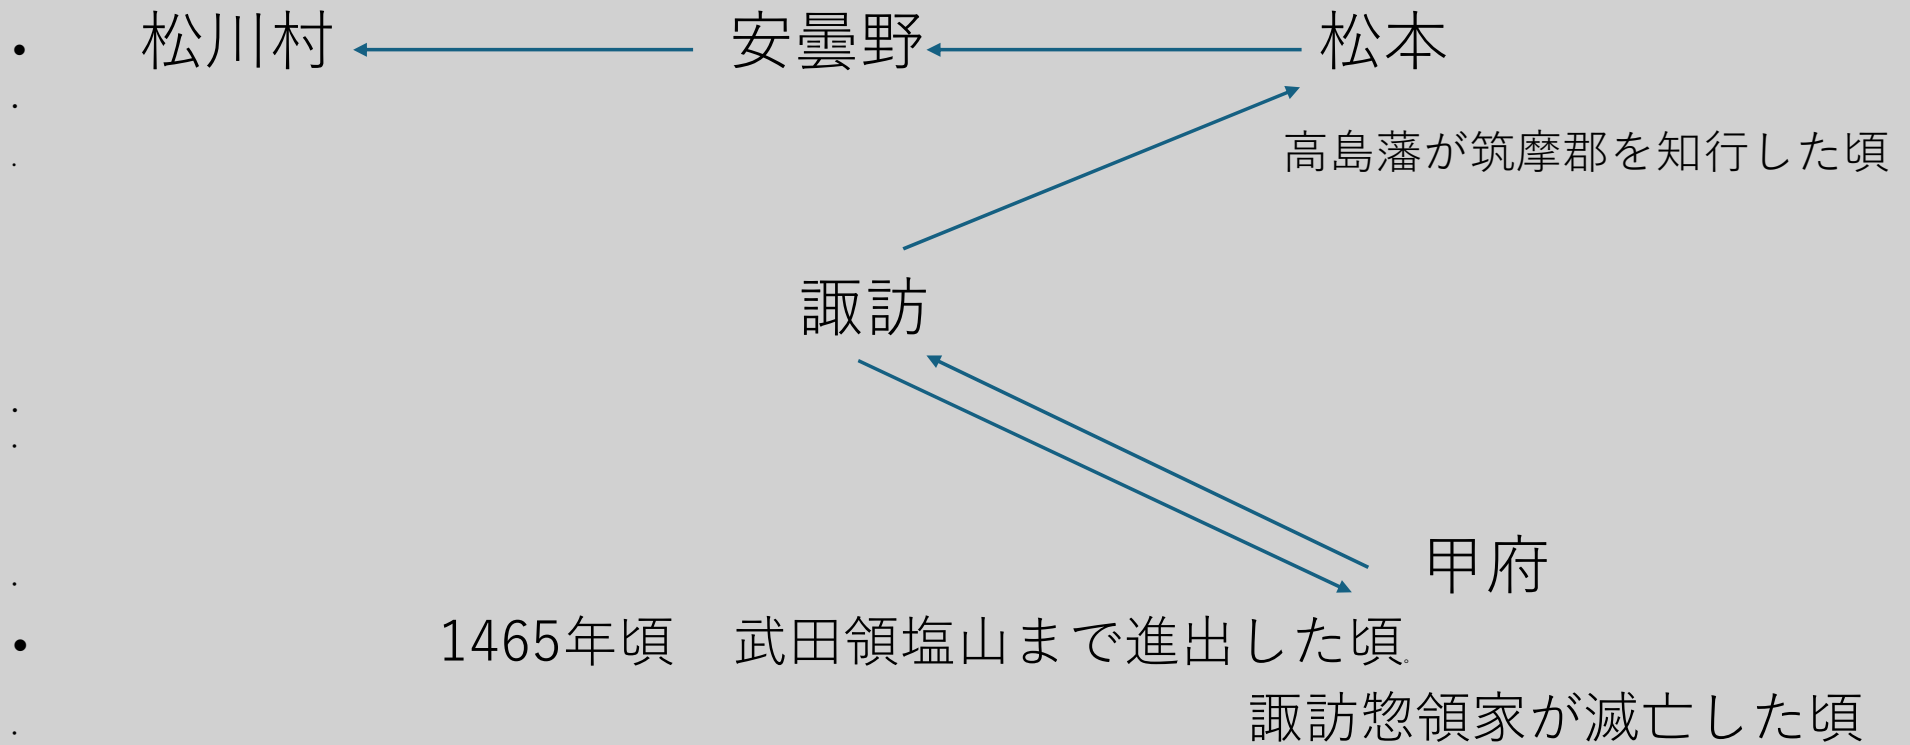 松川村 安曇野 松本
高島藩が筑摩郡を知行した頃
諏訪
甲府
1465年頃　武田領塩山まで進出した頃。
諏訪惣領家が滅亡した頃